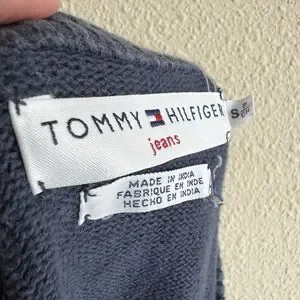 TOMMY HILFIGER
jeans
S
MADE IN INDIA
FABRIQUE EN INDE
HECHO EN INDIA